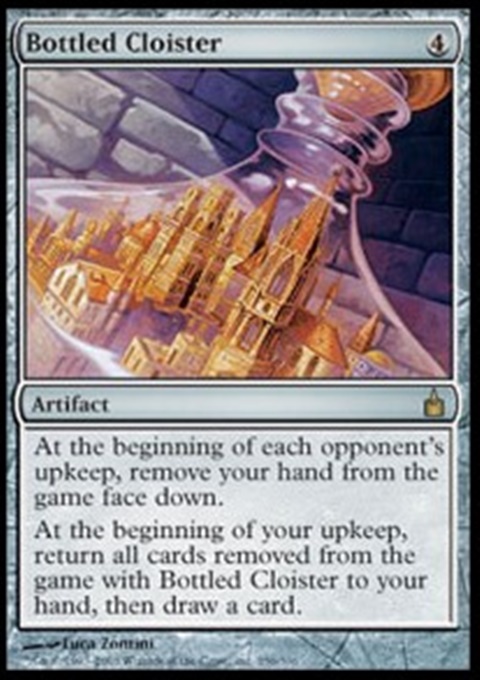 Bottled Cloister 4
Artifact
At the beginning of each opponent's
upkeep, remove your hand from the
game face down.
At the beginning of your upkeep,
return all cards removed from the
game with Bottled Cloister to your
hand, then draw a card.
Luca Zontini